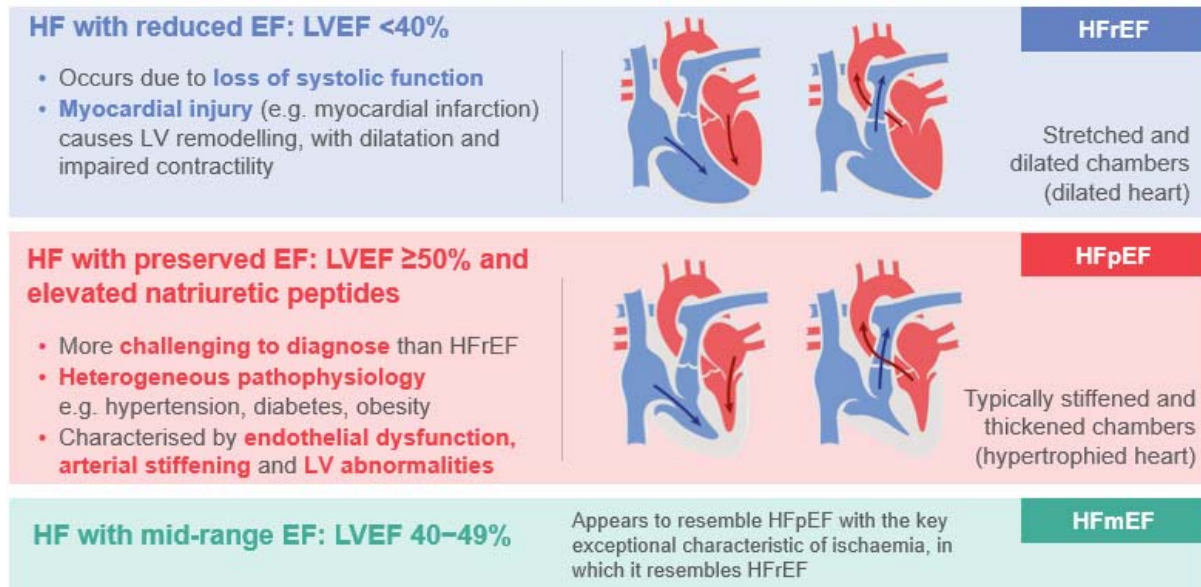 HF with reduced EF: LVEF <40%
• Occurs due to loss of systolic function
• Myocardial injury (e.g. myocardial infarction)
causes LV remodelling, with dilatation and
impaired contractility
HFrEF
Stretched and
dilated chambers
(dilated heart)
HF with preserved EF: LVEF ≥50% and
elevated natriuretic peptides
• More challenging to diagnose than HFrEF
• Heterogeneous pathophysiology
e.g. hypertension, diabetes, obesity
• Characterised by endothelial dysfunction,
arterial stiffening and LV abnormalities
HFpEF
Typically stiffened and
thickened chambers
(hypertrophied heart)
HF with mid-range EF: LVEF 40−49%
Appears to resemble HFpEF with the key
exceptional characteristic of ischaemia, in
which it resembles HFrEF
HFmEF